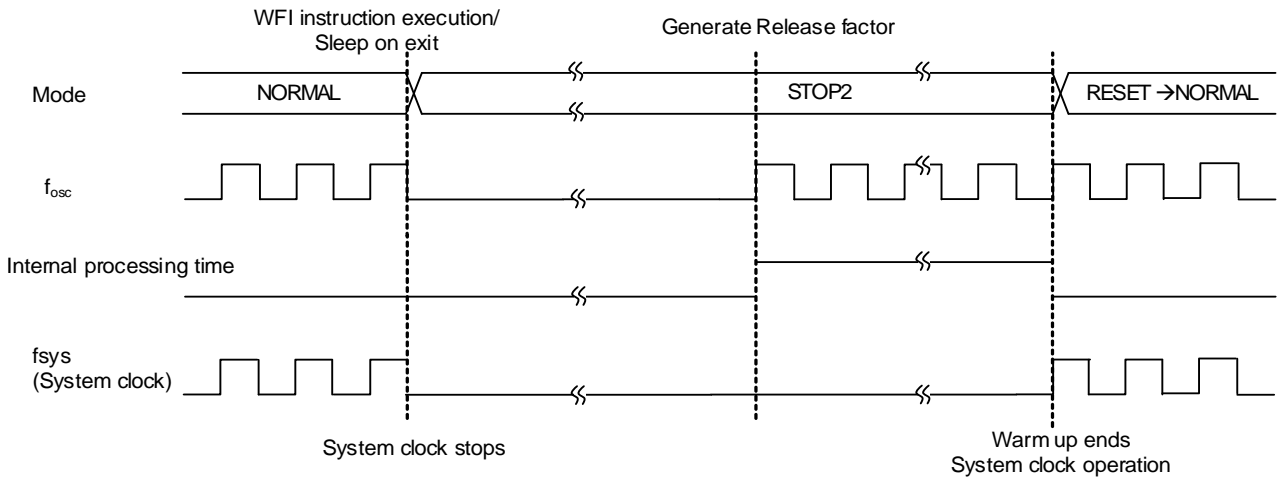 WFI instruction execution/
Sleep on exit
Generate Release factor
Mode
NORMAL
STOP2
RESET →NORMAL
fosc
Internal processing time
fsys
(System clock)
System clock stops
Warm up ends
System clock operation